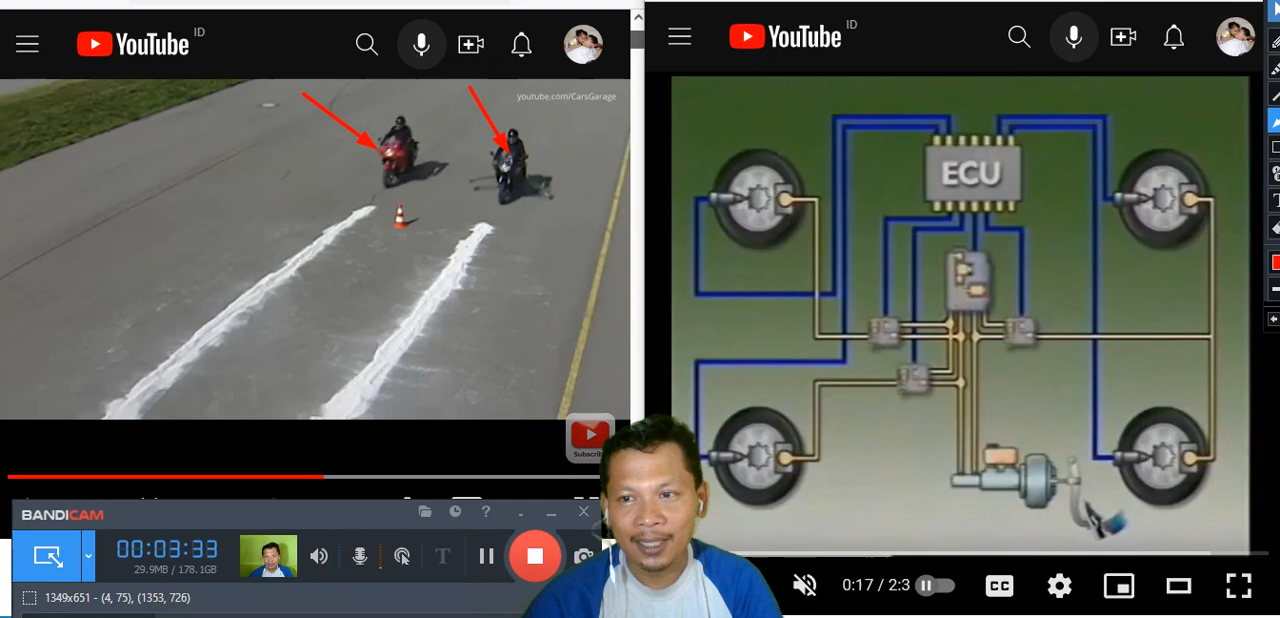 YouTube ID
youtube.com/CarsGarage
Subscribe
BANDICAM
00:03:33
29.9MB / 178.1GB
1349x651 - (4, 75), (1353, 726)
YouTube ID
ECU
0:17 / 2:3
CC